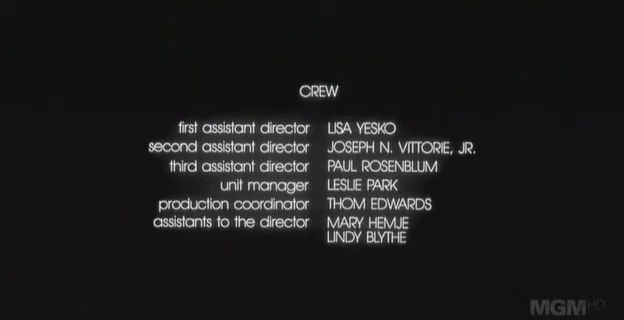 CREW
first assistant director LISA YESKO
second assistant director JOSEPH N. VITTORIE, JR.
third assistant director PAUL ROSENBLUM
unit manager LESLIE PARK
production coordinator THOM EDWARDS
assistants to the director MARY HEMJE
LINDY BLYTHE
MGM HD